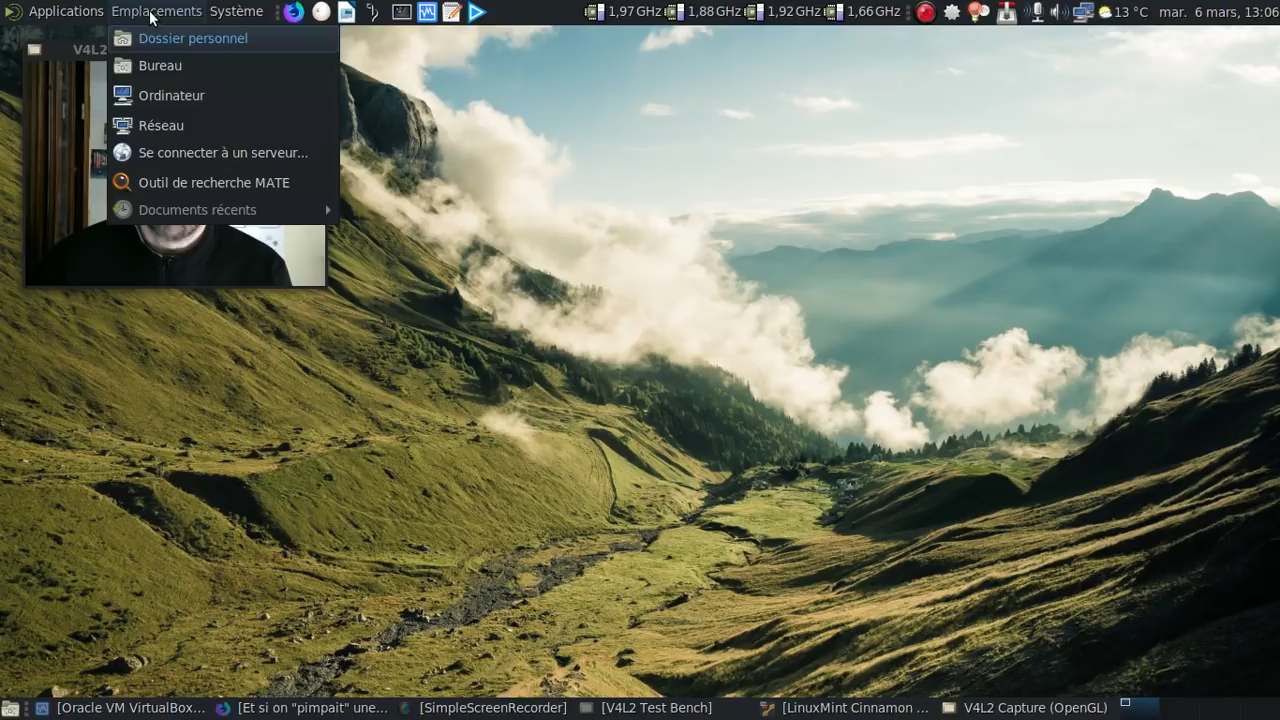 Applications Emplacements Système 1,97 GHz 1,88 GHz 1,92 GHz 1,66 GHz 13 °C mar. 6 mars, 13:06
V4L2
Dossier personnel
Bureau
Ordinateur
Réseau
Se connecter à un serveur...
Outil de recherche MATE
Documents récents
[Oracle VM VirtualBox... [Et si on "pimpait" une... [SimpleScreenRecorder] [V4L2 Test Bench] [LinuxMint Cinnamon ... V4L2 Capture (OpenGL)